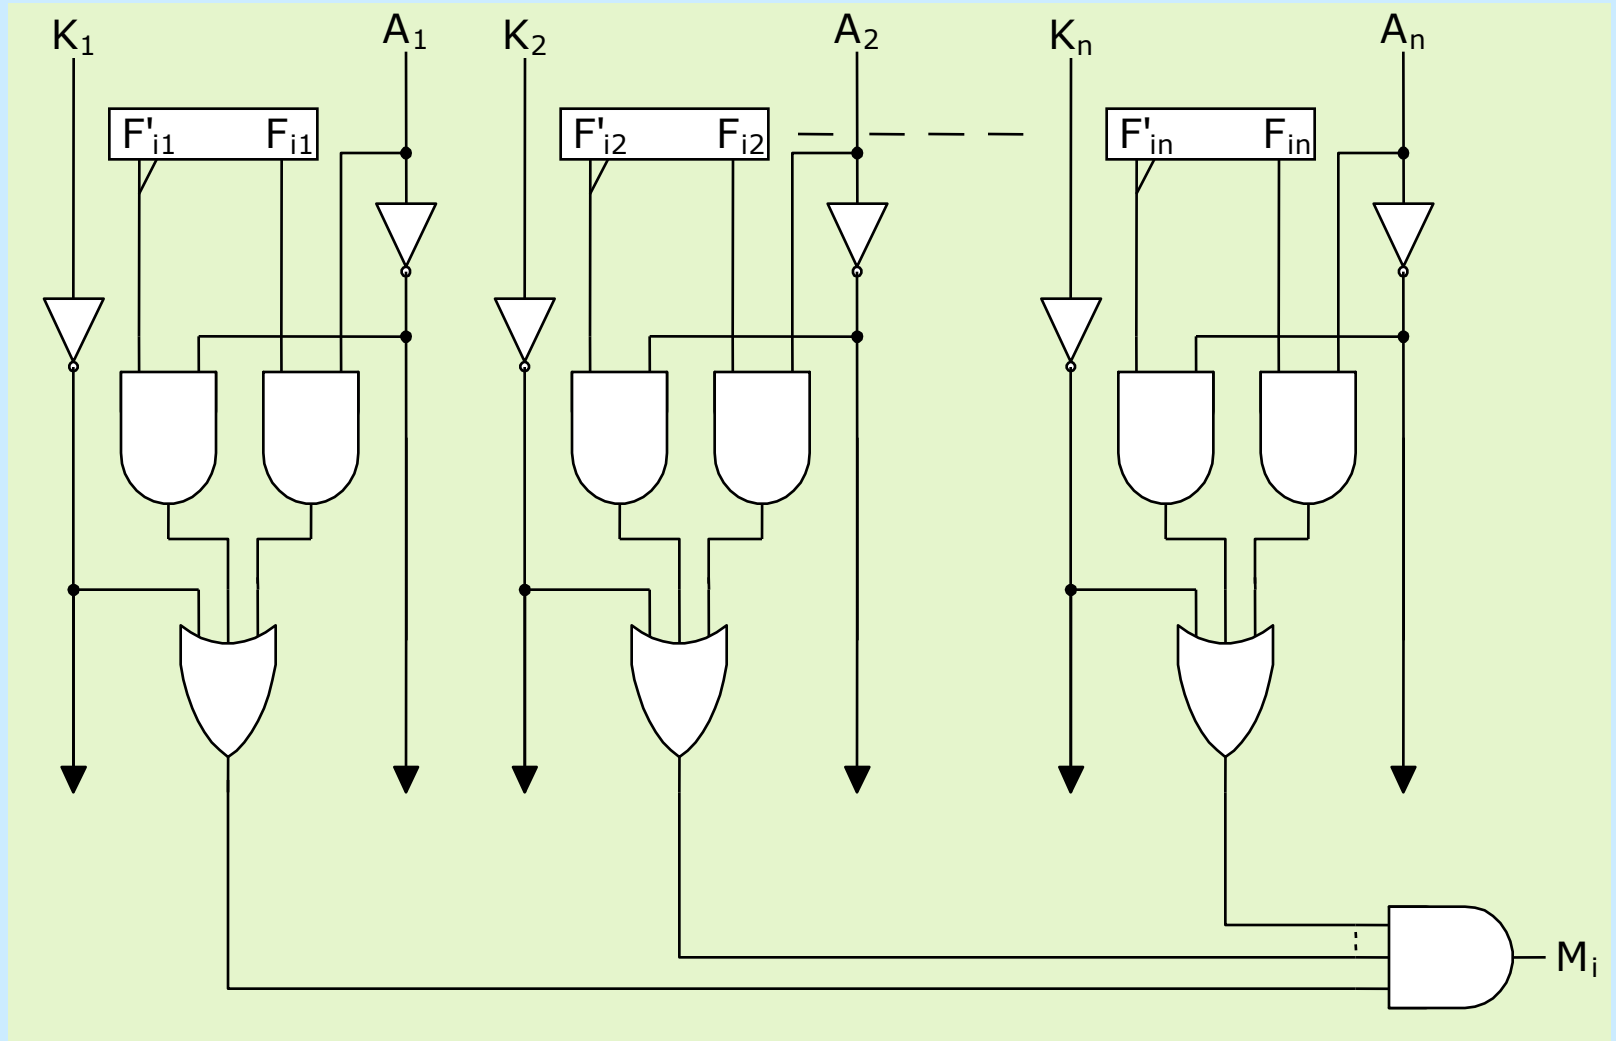 K₁ A₁ K₂ A₂ Kₙ Aₙ
F'ᵢ₁ Fᵢ₁ F'ᵢ₂ Fᵢ₂ F'ᵢₙ Fᵢₙ
Mᵢ